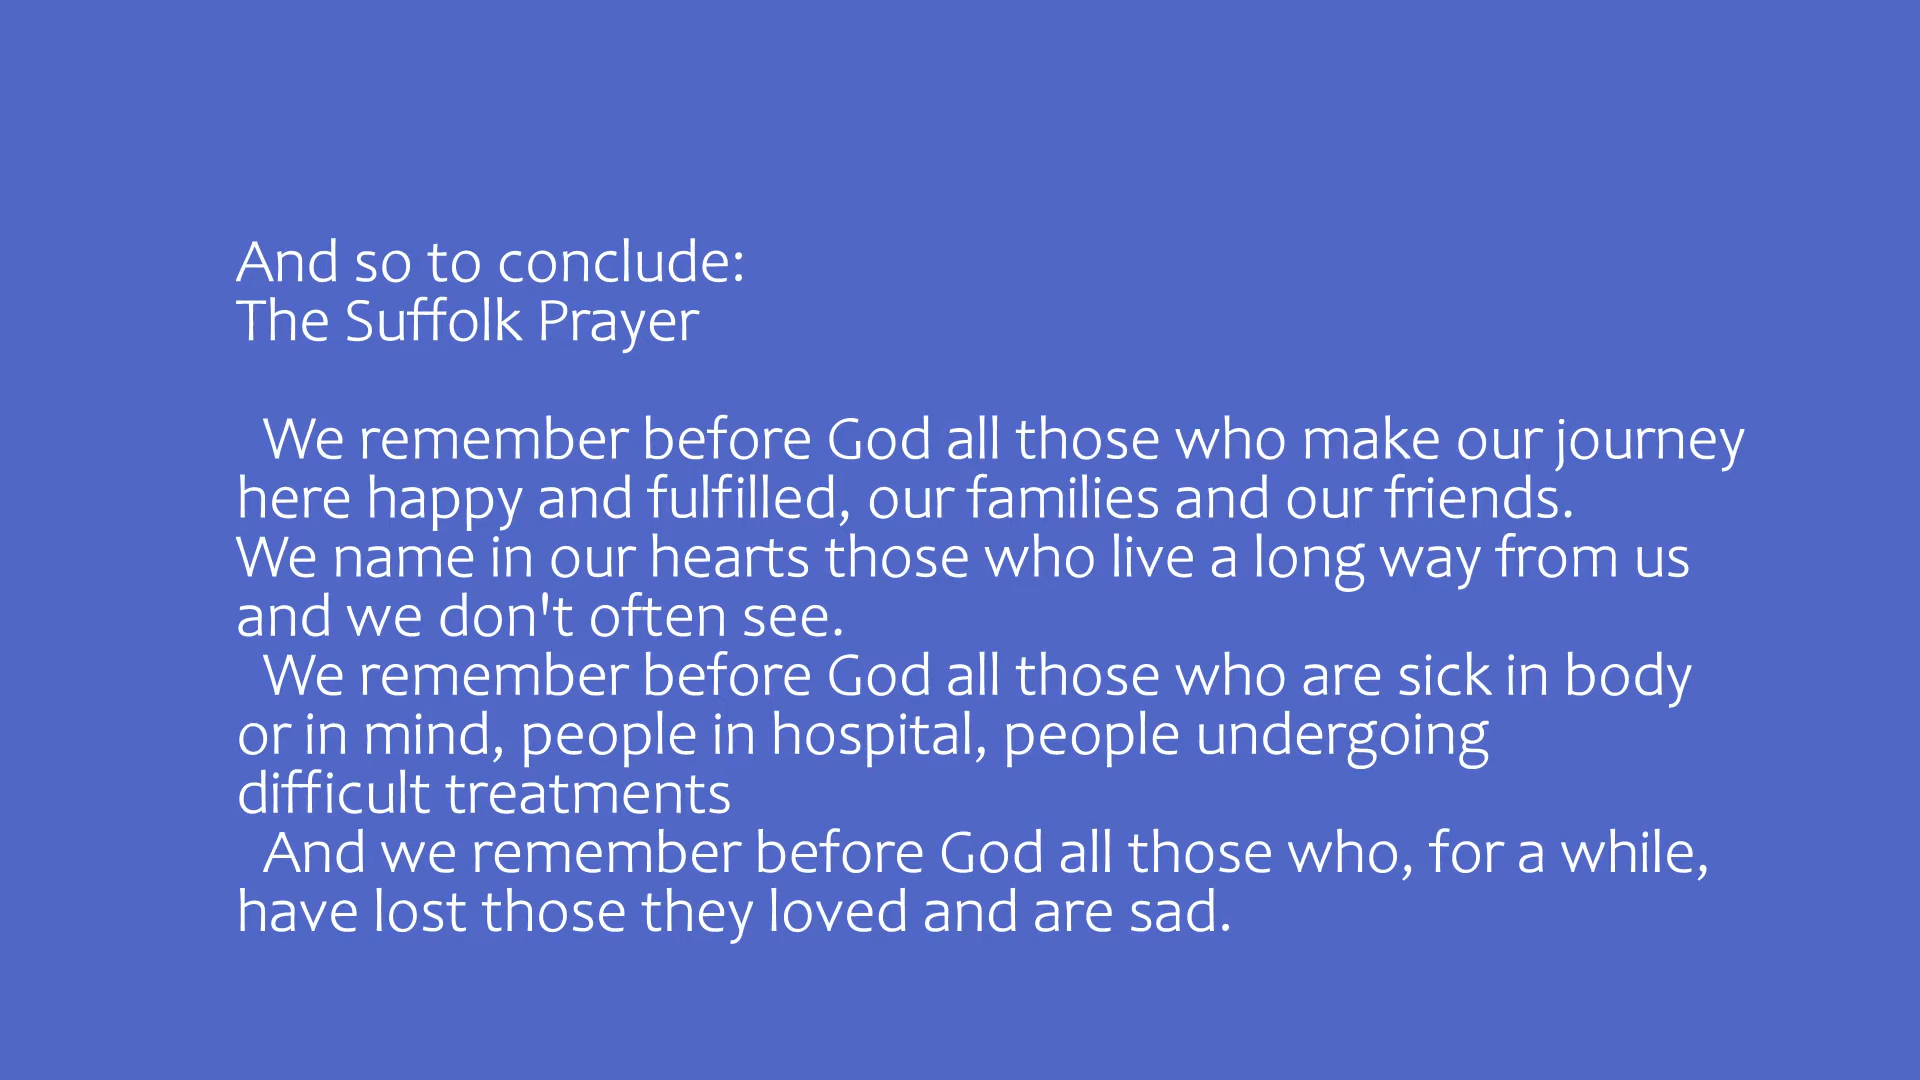 And so to conclude:
The Suffolk Prayer
We remember before God all those who make our journey
here happy and fulfilled, our families and our friends.
We name in our hearts those who live a long way from us
and we don't often see.
We remember before God all those who are sick in body
or in mind, people in hospital, people undergoing
difficult treatments
And we remember before God all those who, for a while,
have lost those they loved and are sad.